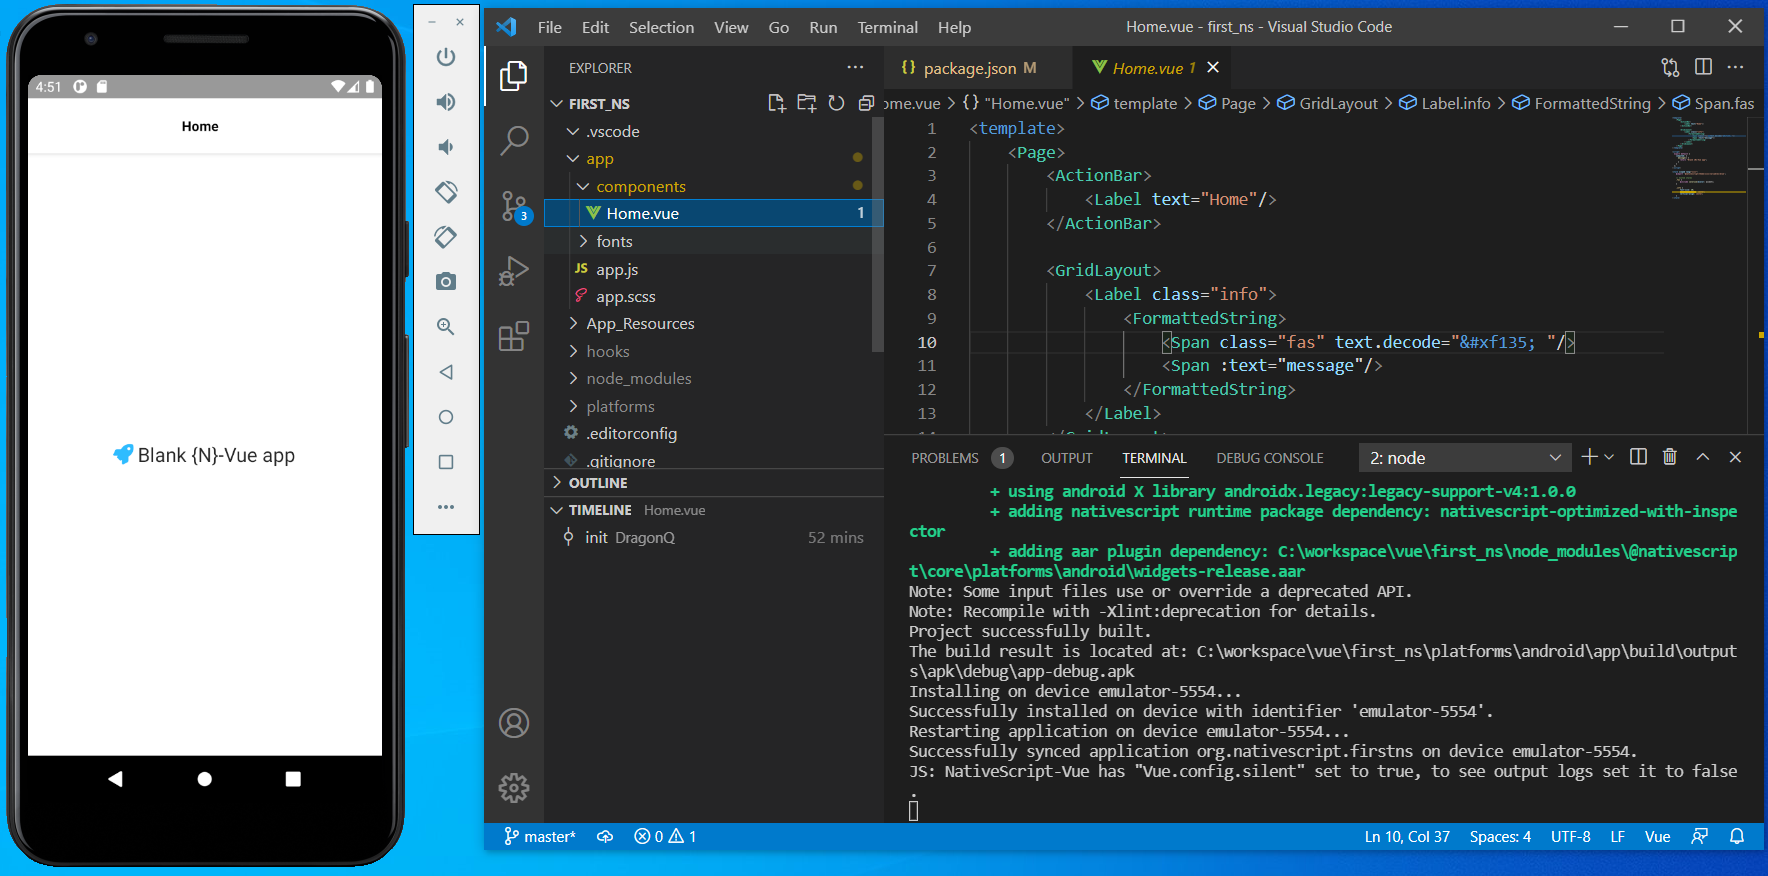 4:51
Home
Blank {N}-Vue app
File Edit Selection View Go Run Terminal Help
Home.vue - first_ns - Visual Studio Code
3
EXPLORER
FIRST_NS
.vscode
app
components
Home.vue 1
fonts
JS app.js
app.scss
App_Resources
hooks
node_modules
platforms
.editorconfig
.gitignore
OUTLINE
TIMELINE Home.vue
init DragonQ 52 mins
{} package.json M
Home.vue 1
ome.vue > {} "Home.vue" > template > Page > GridLayout > Label.info > FormattedString > Span.fas
1 <template>
2 <Page>
3 <ActionBar>
4 <Label text="Home"/>
5 </ActionBar>
6
7 <GridLayout>
8 <Label class="info">
9 <FormattedString>
10 <Span class="fas" text.decode="&#xf135; "/>
11 <Span :text="message"/>
12 </FormattedString>
13 </Label>
14 </GridLayout>
PROBLEMS 1 OUTPUT TERMINAL DEBUG CONSOLE 2: node
+ using android X library androidx.legacy:legacy-support-v4:1.0.0
+ adding nativescript runtime package dependency: nativescript-optimized-with-inspe
ctor
+ adding aar plugin dependency: C:\workspace\vue\first_ns\node_modules\@nativescrip
t\core\platforms\android\widgets-release.aar
Note: Some input files use or override a deprecated API.
Note: Recompile with -Xlint:deprecation for details.
Project successfully built.
The build result is located at: C:\workspace\vue\first_ns\platforms\android\app\build\output
s\apk\debug\app-debug.apk
Installing on device emulator-5554...
Successfully installed on device with identifier 'emulator-5554'.
Restarting application on device emulator-5554...
Successfully synced application org.nativescript.firstns on device emulator-5554.
JS: NativeScript-Vue has "Vue.config.silent" set to true, to see output logs set it to false
.
master* 0 1
Ln 10, Col 37 Spaces: 4 UTF-8 LF Vue